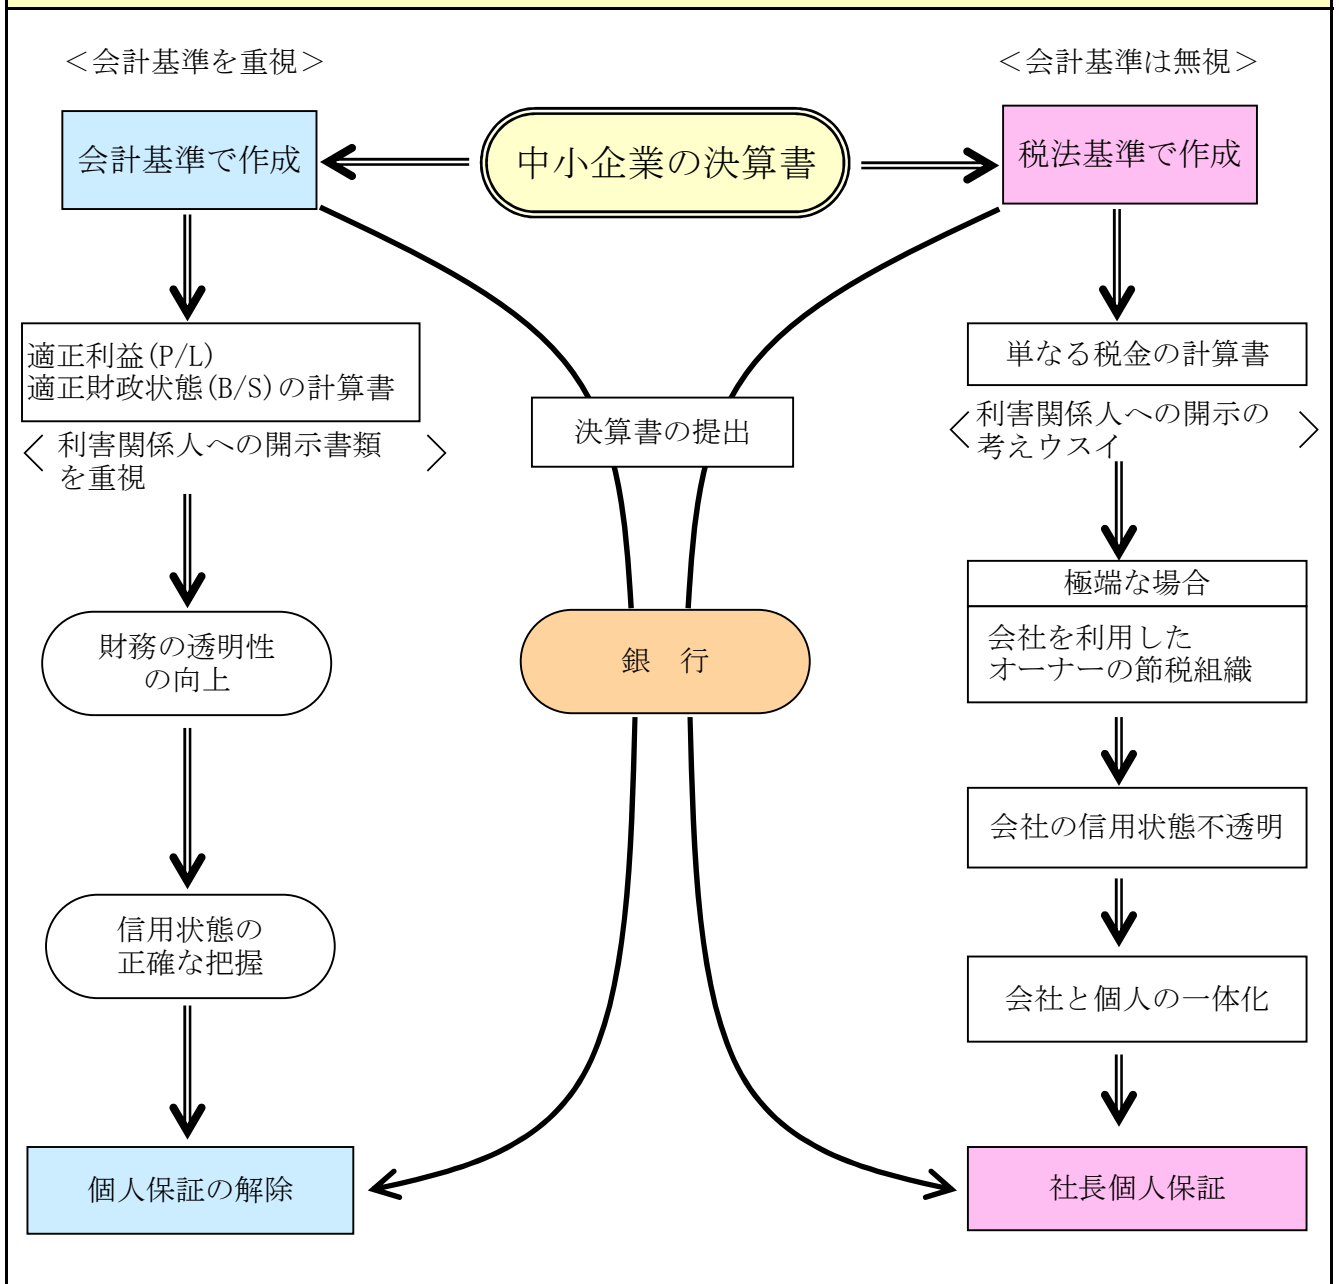 ＜会計基準を重視＞
＜会計基準は無視＞
会計基準で作成
中小企業の決算書
税法基準で作成
適正利益(P/L)
適正財政状態(B/S)の計算書
〈 利害関係人への開示書類 〉
を重視
単なる税金の計算書
〈 利害関係人への開示の 〉
考えウスイ
決算書の提出
極端な場合
会社を利用した
オーナーの節税組織
財務の透明性
の向上
銀　行
会社の信用状態不透明
信用状態の
正確な把握
会社と個人の一体化
個人保証の解除
社長個人保証